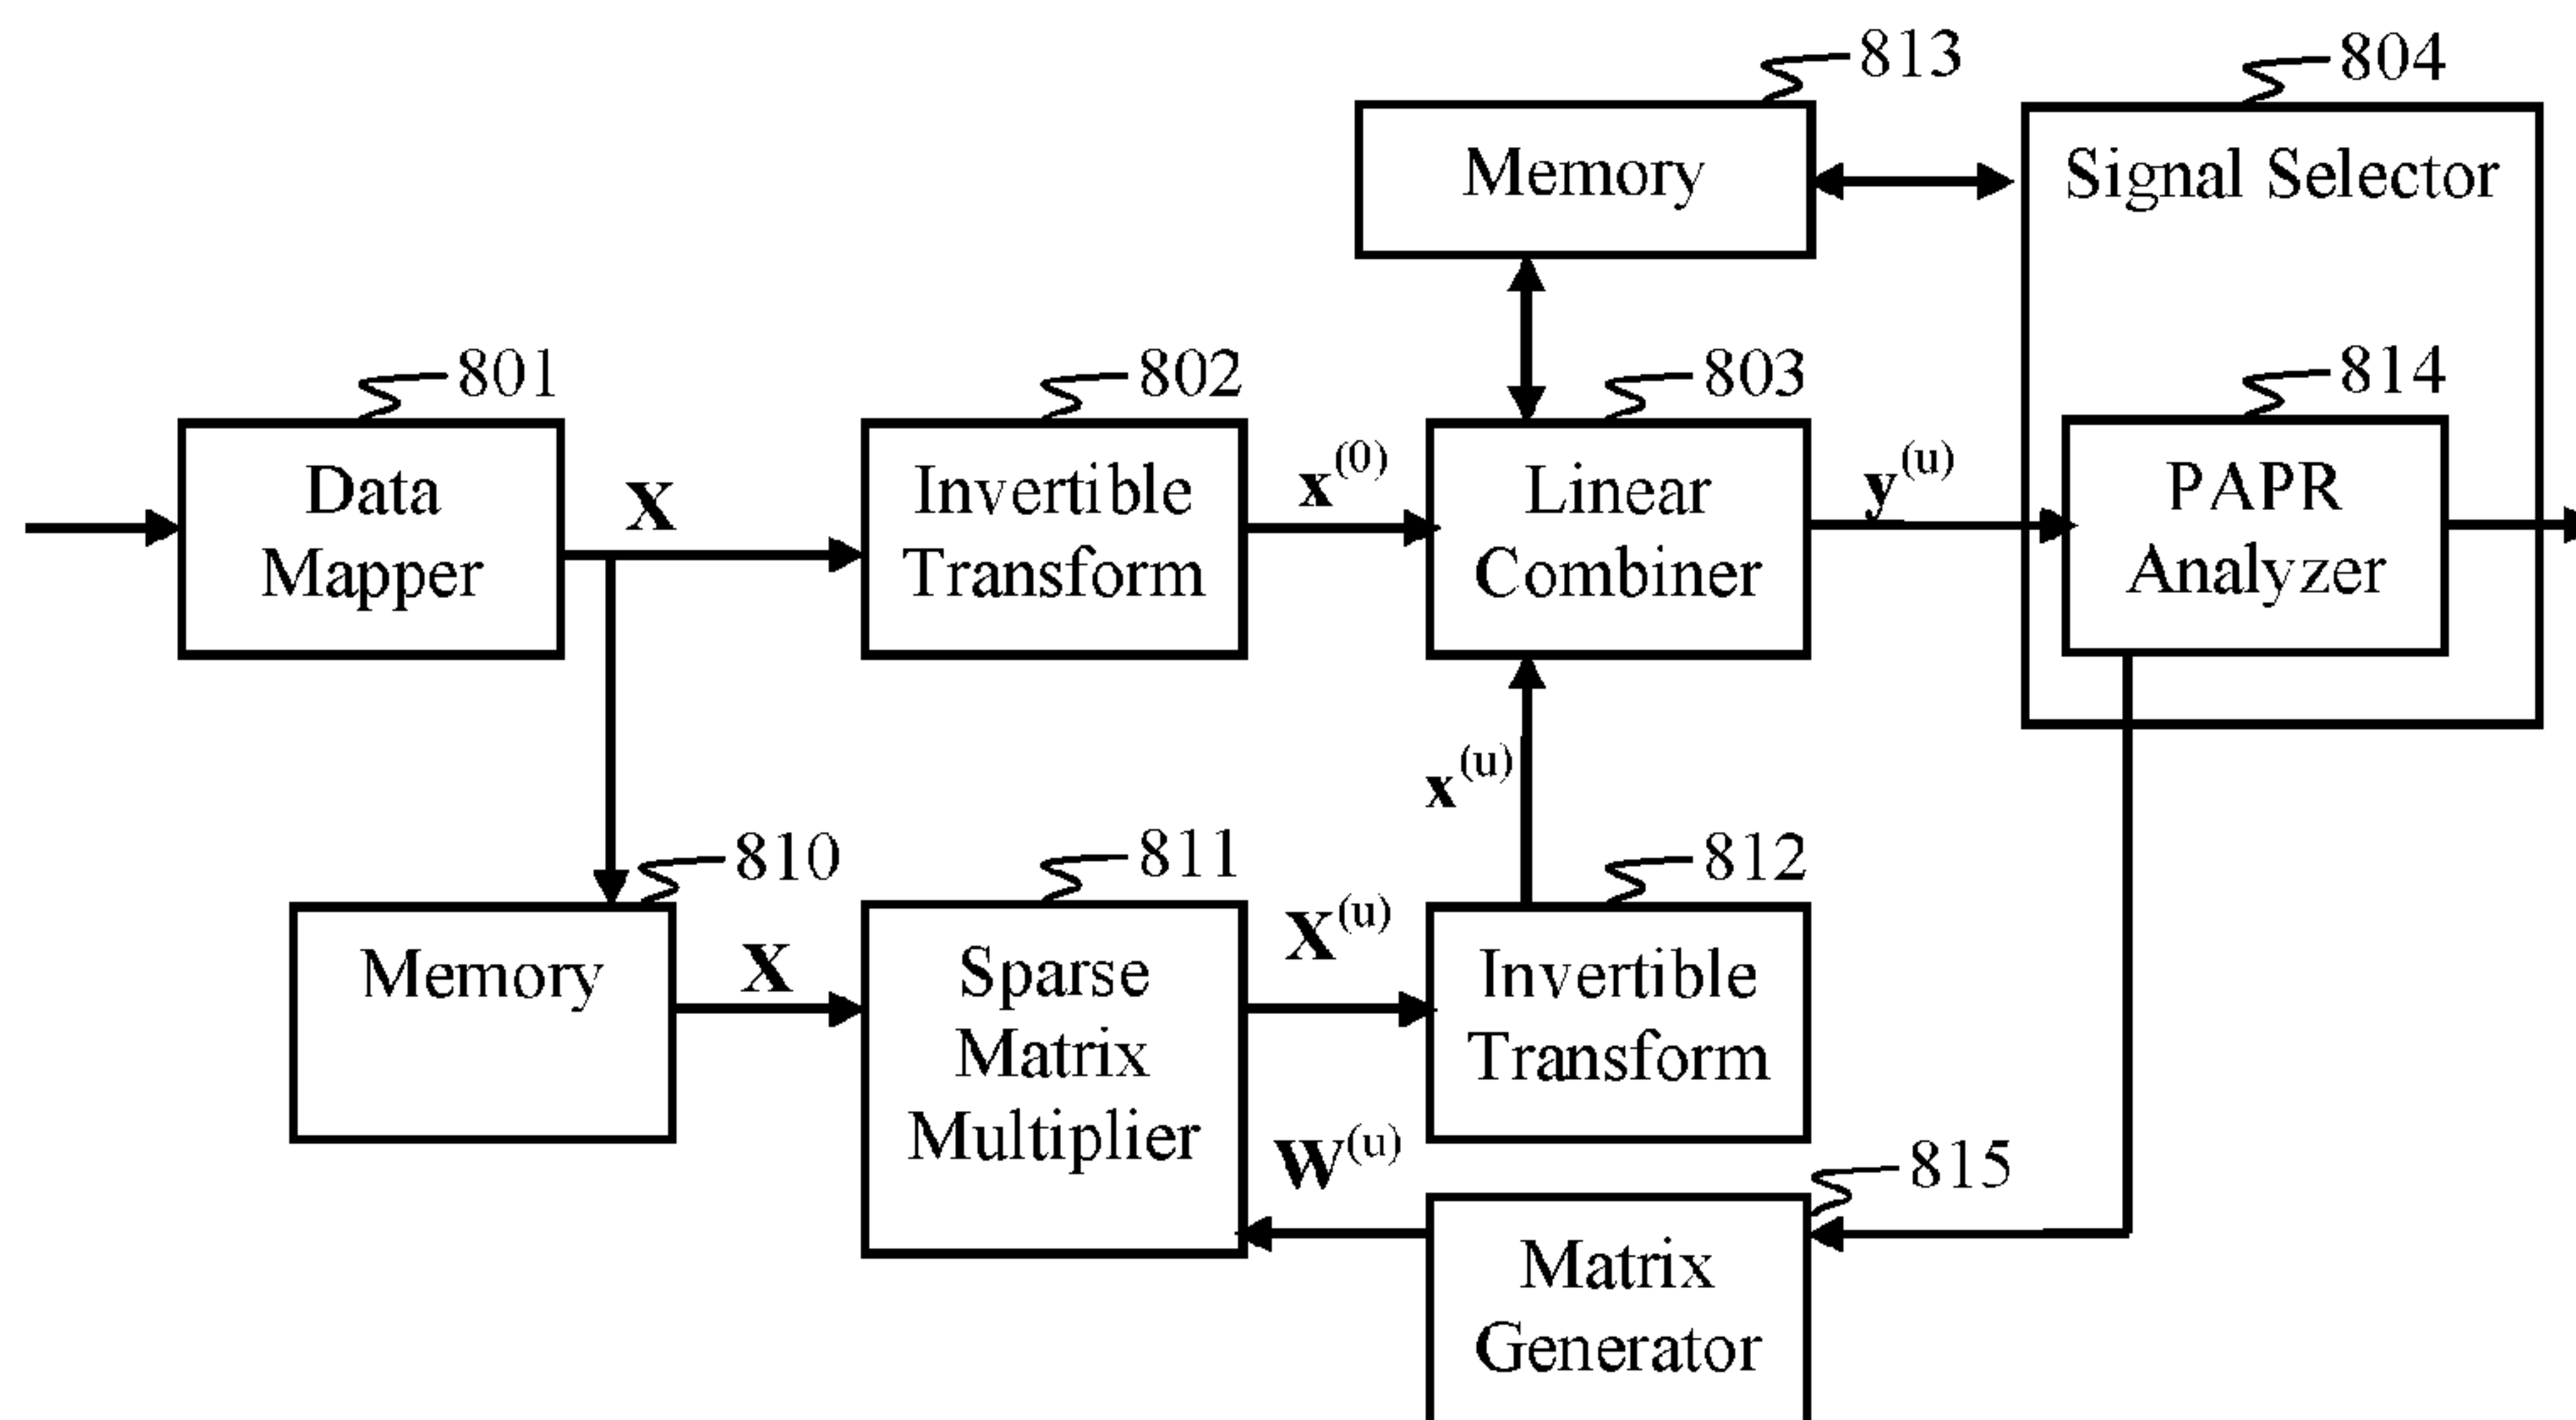 813
804
Memory
Signal Selector
801
802
803
814
Data
Mapper
X
Invertible
Transform
x(0)
Linear
Combiner
y(u)
PAPR
Analyzer
x(u)
810
811
812
Memory
X
Sparse
Matrix
Multiplier
X(u)
Invertible
Transform
W(u)
815
Matrix
Generator